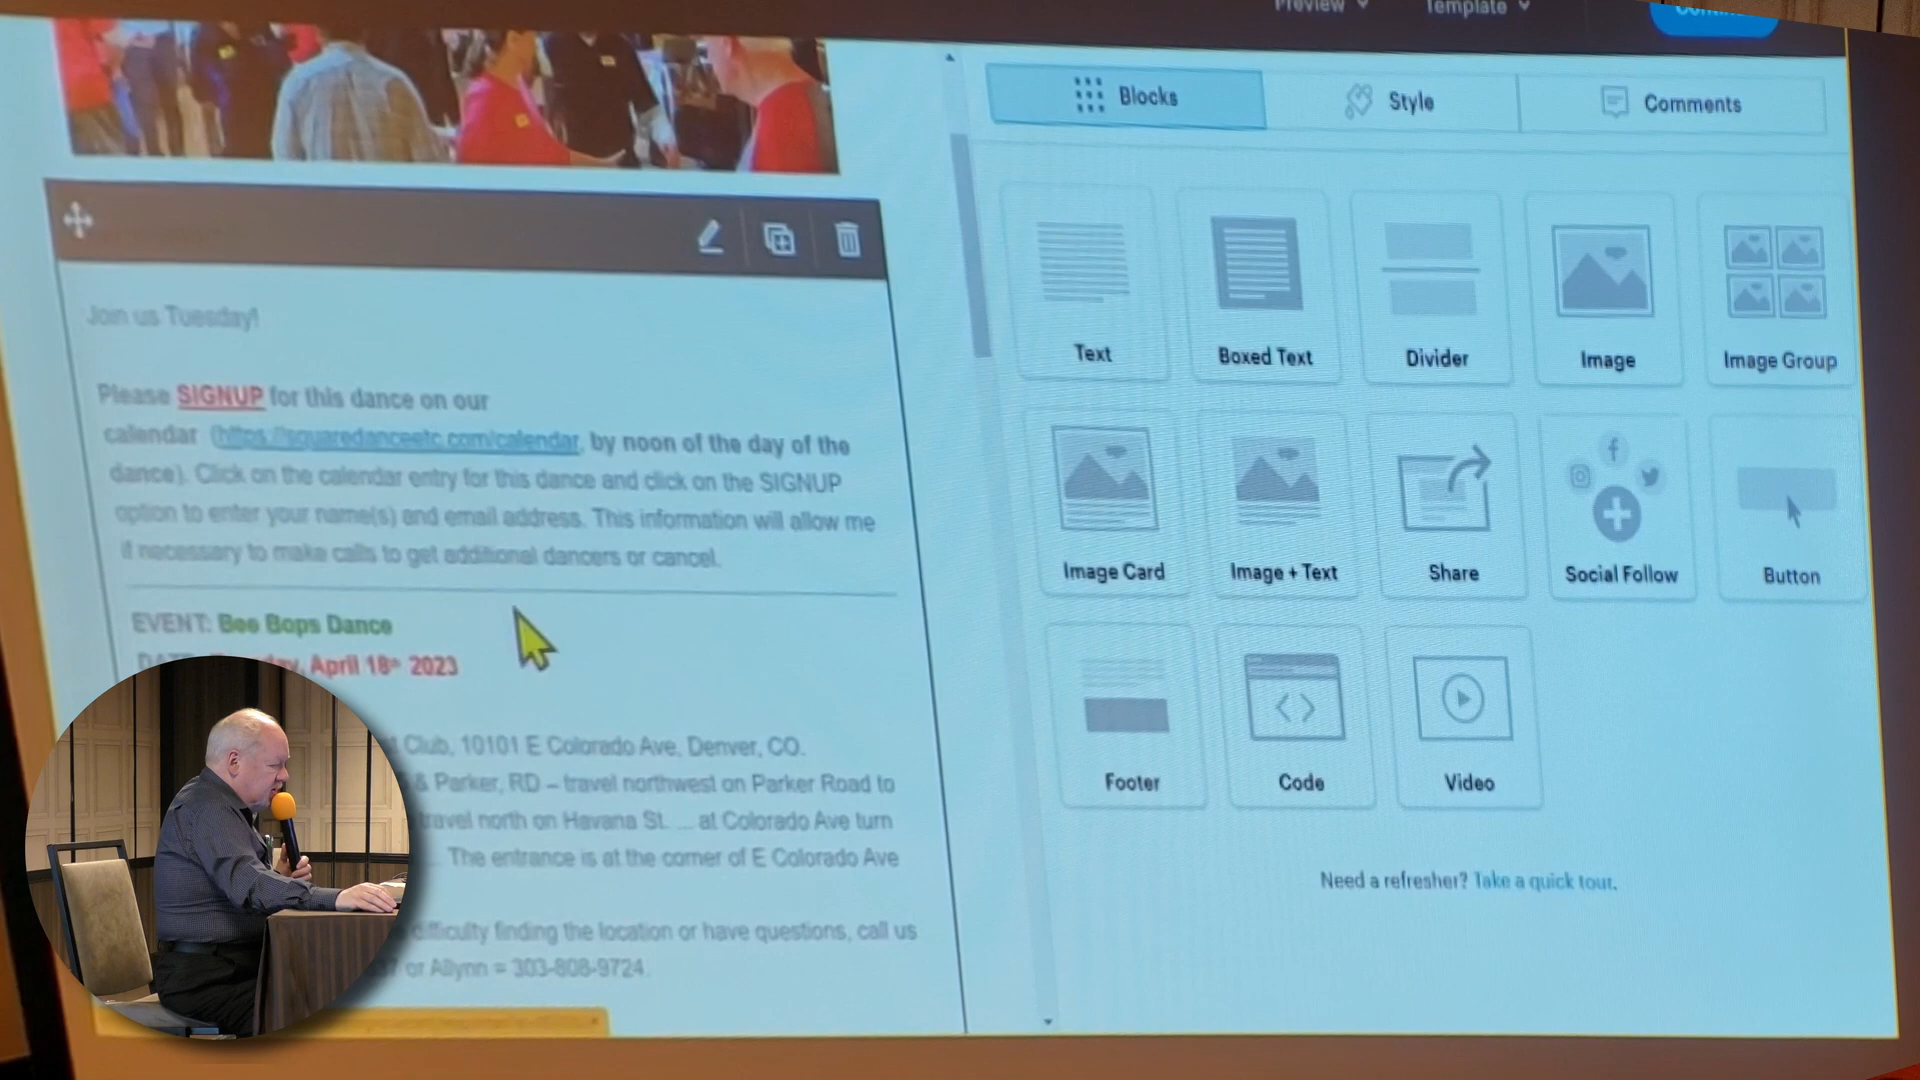 Preview
Template
Blocks
Style
Comments
Text
Boxed Text
Divider
Image
Image Group
Image Card
Image + Text
Share
Social Follow
Button
Footer
Code
Video
Need a refresher? Take a quick tour.
Join us Tuesday!
Please SIGNUP for this dance on our
calendar (https://squaredanceetc.com/calendar, by noon of the day of the
dance). Click on the calendar entry for this dance and click on the SIGNUP
option to enter your name(s) and email address. This information will allow me
if necessary to make calls to get additional dancers or cancel.
EVENT: Bee Bops Dance
April 18th 2023
Club, 10101 E Colorado Ave, Denver, CO.
& Parker, RD – travel northwest on Parker Road to
travel north on Havana St. ... at Colorado Ave turn
The entrance is at the corner of E Colorado Ave
difficulty finding the location or have questions, call us
or Allynn = 303-808-9724.